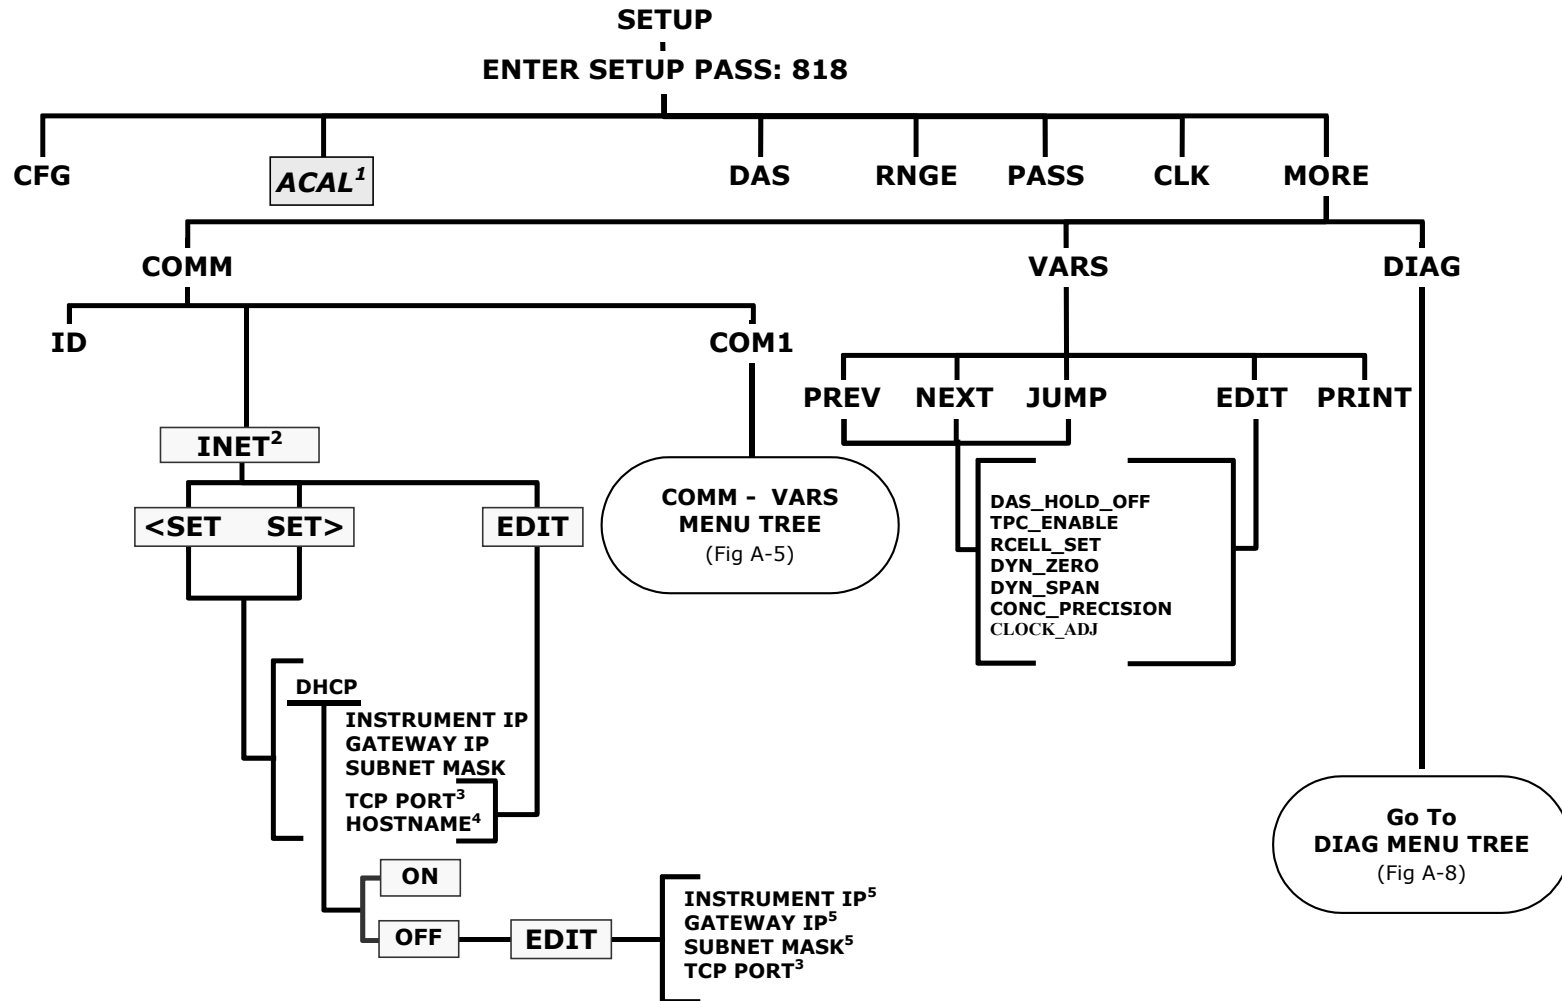 SETUP
ENTER SETUP PASS: 818
CFG
ACAL¹
DAS
RNGE
PASS
CLK
MORE
COMM
VARS
DIAG
ID
COM1
INET²
PREV
NEXT
JUMP
EDIT
PRINT
<SET SET>
EDIT
COMM - VARS
MENU TREE
(Fig A-5)
DAS_HOLD_OFF
TPC_ENABLE
RCELL_SET
DYN_ZERO
DYN_SPAN
CONC_PRECISION
CLOCK_ADJ
DHCP
INSTRUMENT IP
GATEWAY IP
SUBNET MASK
TCP PORT³
HOSTNAME⁴
ON
OFF
EDIT
INSTRUMENT IP⁵
GATEWAY IP⁵
SUBNET MASK⁵
TCP PORT³
Go To
DIAG MENU TREE
(Fig A-8)